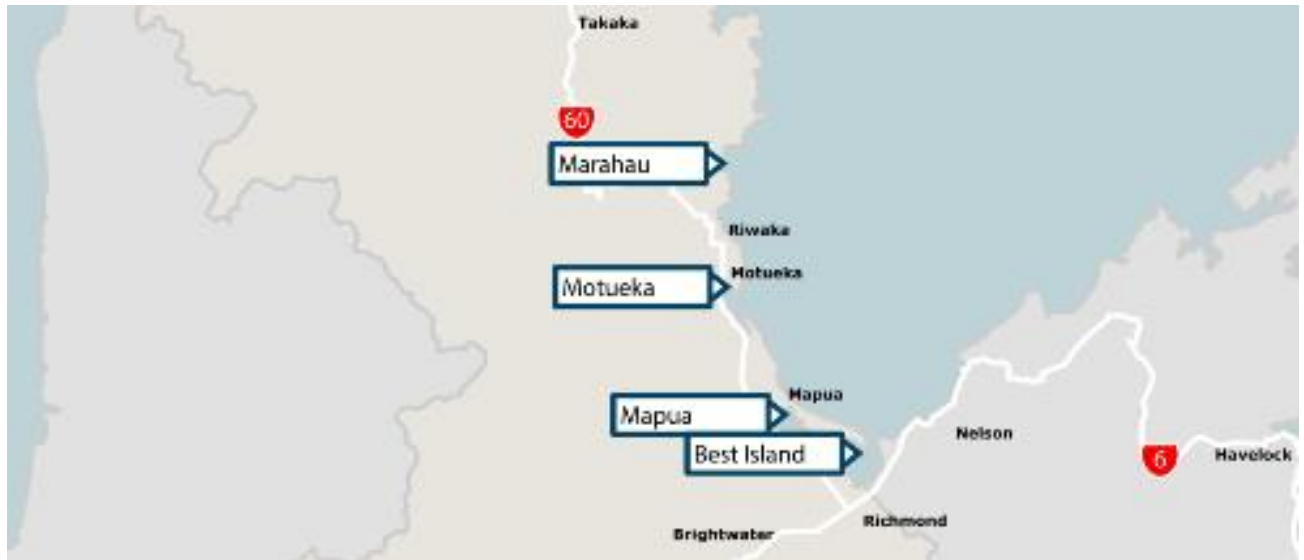 Takaka
60
Marahau
Riwaka
Motueka
Motueka
Mapua
Mapua
Nelson
Best Island
6
Havelock
Richmond
Brightwater